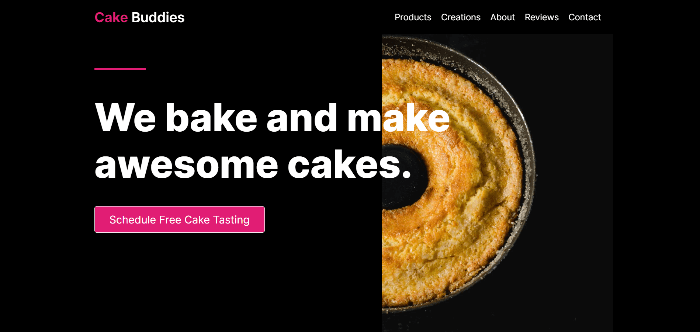 Cake Buddies
Products Creations About Reviews Contact
We bake and make
awesome cakes.
Schedule Free Cake Tasting